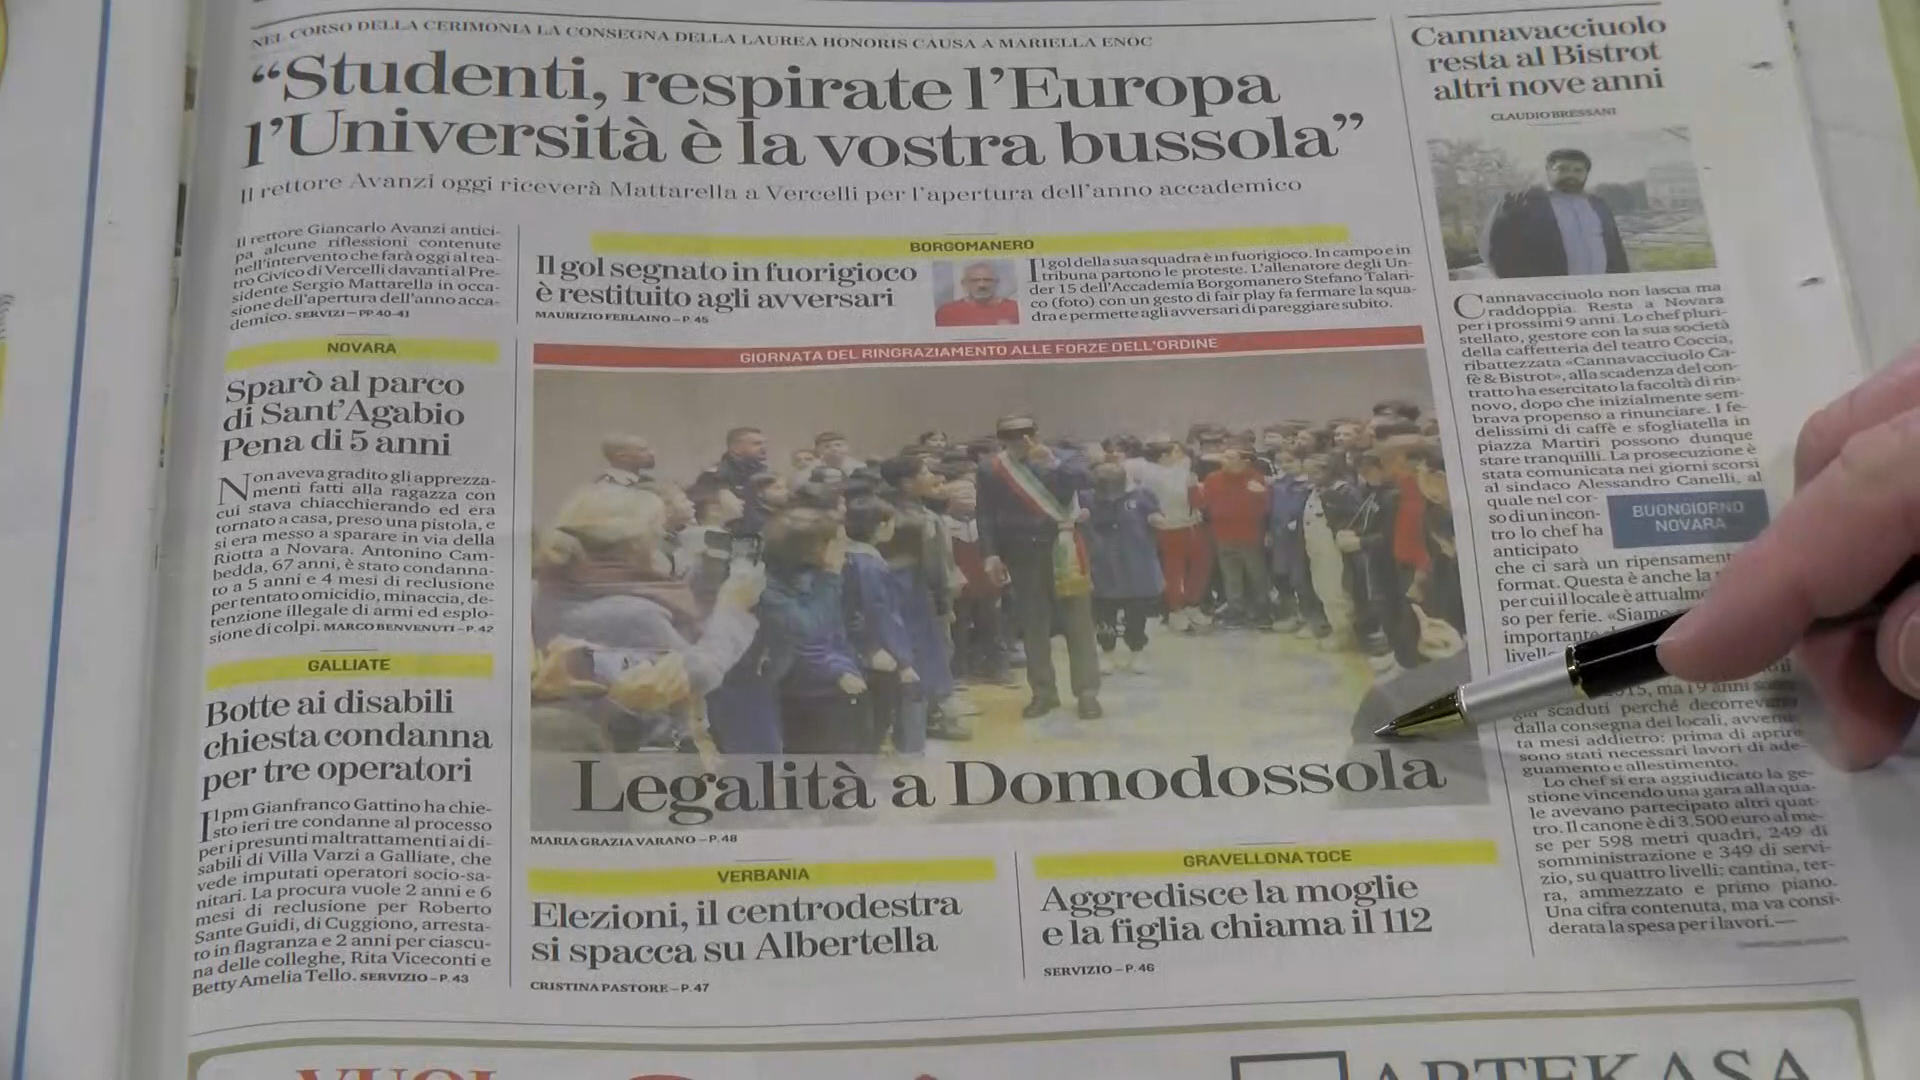 NEL CORSO DELLA CERIMONIA LA CONSEGNA DELLA LAUREA HONORIS CAUSA A MARIELLA ENOC
“Studenti, respirate l’Europa
l’Università è la vostra bussola”
Il rettore Avanzi oggi riceverà Mattarella a Vercelli per l’apertura dell’anno accademico
Il rettore Giancarlo Avanzi antici-
pa alcune riflessioni contenute
nell’intervento che farà oggi al tea-
tro Civico di Vercelli davanti al Pre-
sidente Sergio Mattarella in occa-
sione dell’apertura dell’anno acca-
demico. SERVIZI – PP. 40-41
NOVARA
Sparò al parco
di Sant’Agabio
Pena di 5 anni
Non aveva gradito gli apprezza-
menti fatti alla ragazza con
cui stava chiacchierando ed era
tornato a casa, preso una pistola, e
si era messo a sparare in via della
Riotta a Novara. Antonino Cam-
bedda, 67 anni, è stato condanna-
to a 5 anni e 4 mesi di reclusione
per tentato omicidio, minaccia, de-
tenzione illegale di armi ed esplo-
sione di colpi. MARCO BENVENUTI – P. 42
GALLIATE
Botte ai disabili
chiesta condanna
per tre operatori
Il pm Gianfranco Gattino ha chie-
sto ieri tre condanne al processo
per i presunti maltrattamenti ai di-
sabili di Villa Varzi a Galliate, che
vede imputati operatori socio-sa-
nitari. La procura vuole 2 anni e 6
mesi di reclusione per Roberto
Sante Guidi, di Cuggiono, arresta-
to in flagranza e 2 anni per ciascu-
na delle colleghe, Rita Viceconti e
Betty Amelia Tello. SERVIZIO – P. 43
BORGOMANERO
Il gol segnato in fuorigioco
è restituito agli avversari
MAURIZIO FERLAINO – P. 45
Il gol della sua squadra è in fuorigioco. In campo e in
tribuna partono le proteste. L’allenatore degli Un-
der 15 dell’Accademia Borgomanero Stefano Talari-
co (foto) con un gesto di fair play fa fermare la squa-
dra e permette agli avversari di pareggiare subito.
GIORNATA DEL RINGRAZIAMENTO ALLE FORZE DELL’ORDINE
Legalità a Domodossola
MARIA GRAZIA VARANO – P. 48
VERBANIA
Elezioni, il centrodestra
si spacca su Albertella
CRISTINA PASTORE – P. 47
GRAVELLONA TOCE
Aggredisce la moglie
e la figlia chiama il 112
SERVIZIO – P. 46
Cannavacciuolo
resta al Bistrot
altri nove anni
CLAUDIO BRESSANI
Cannavacciuolo non lascia ma
raddoppia. Resta a Novara
per i prossimi 9 anni. Lo chef pluri-
stellato, gestore con la sua società
della caffetteria del teatro Coccia,
ribattezzata «Cannavacciuolo Ca-
fè & Bistrot», alla scadenza del con-
tratto ha esercitato la facoltà di rin-
novo, dopo che inizialmente sem-
brava propenso a rinunciare. I fe-
delissimi di caffè e sfogliatella in
piazza Martiri possono dunque
stare tranquilli. La prosecuzione è
stata comunicata nei giorni scorsi
al sindaco Alessandro Canelli, al
quale nel cor-
so di un incon-
tro lo chef ha
anticipato
BUONGIORNO
NOVARA
che ci sarà un ripensament
format. Questa è anche la
per cui il locale è attualm
so per ferie. «Siamo
importante
livell
2015, ma i 9 anni sono
già scaduti perché decorrevano
dalla consegna dei locali, avvenu-
ta mesi addietro: prima di aprire
sono stati necessari lavori di ade-
guamento e allestimento.
Lo chef si era aggiudicato la ge-
stione vincendo una gara alla qua-
le avevano partecipato altri quat-
tro. Il canone è di 3.500 euro al me-
se per 598 metri quadri, 249 di
somministrazione e 349 di servi-
zio, su quattro livelli: cantina, ter-
ra, ammezzato e primo piano.
Una cifra contenuta, ma va consi-
derata la spesa per i lavori.—
VUOI
ARTEKASA